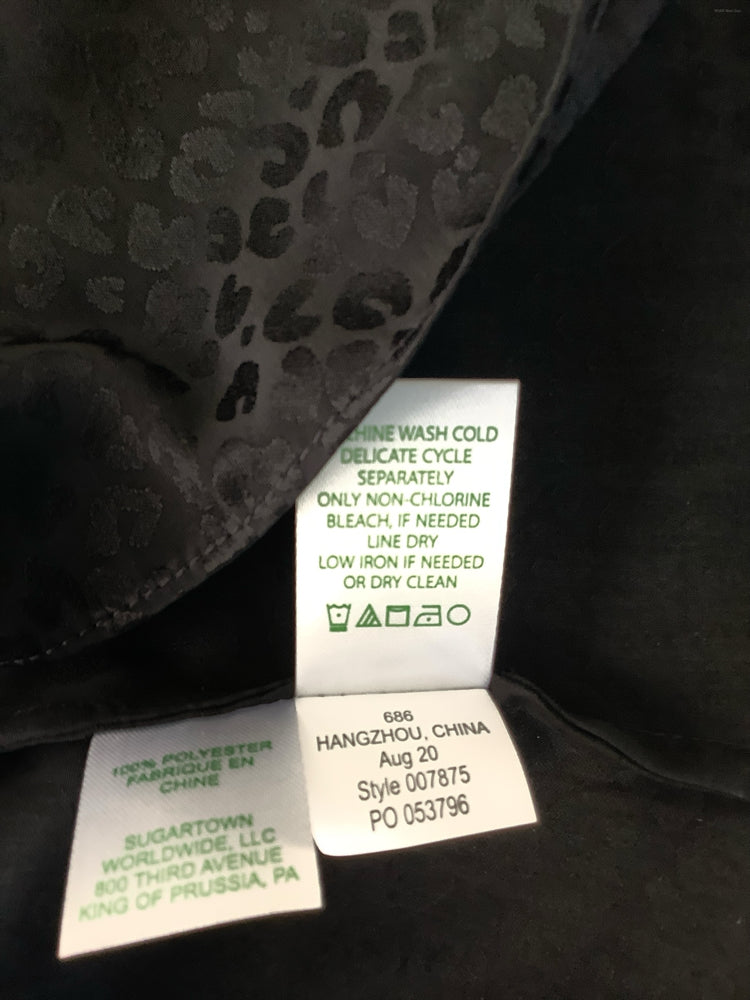 HINE WASH COLD
DELICATE CYCLE
SEPARATELY
ONLY NON-CHLORINE
BLEACH, IF NEEDED
LINE DRY
LOW IRON IF NEEDED
OR DRY CLEAN
686
HANGZHOU, CHINA
Aug 20
Style 007875
PO 053796
100% POLYESTER
FABRIQUE EN
CHINE
SUGARTOWN
WORLDWIDE, LLC
800 THIRD AVENUE
KING OF PRUSSIA, PA